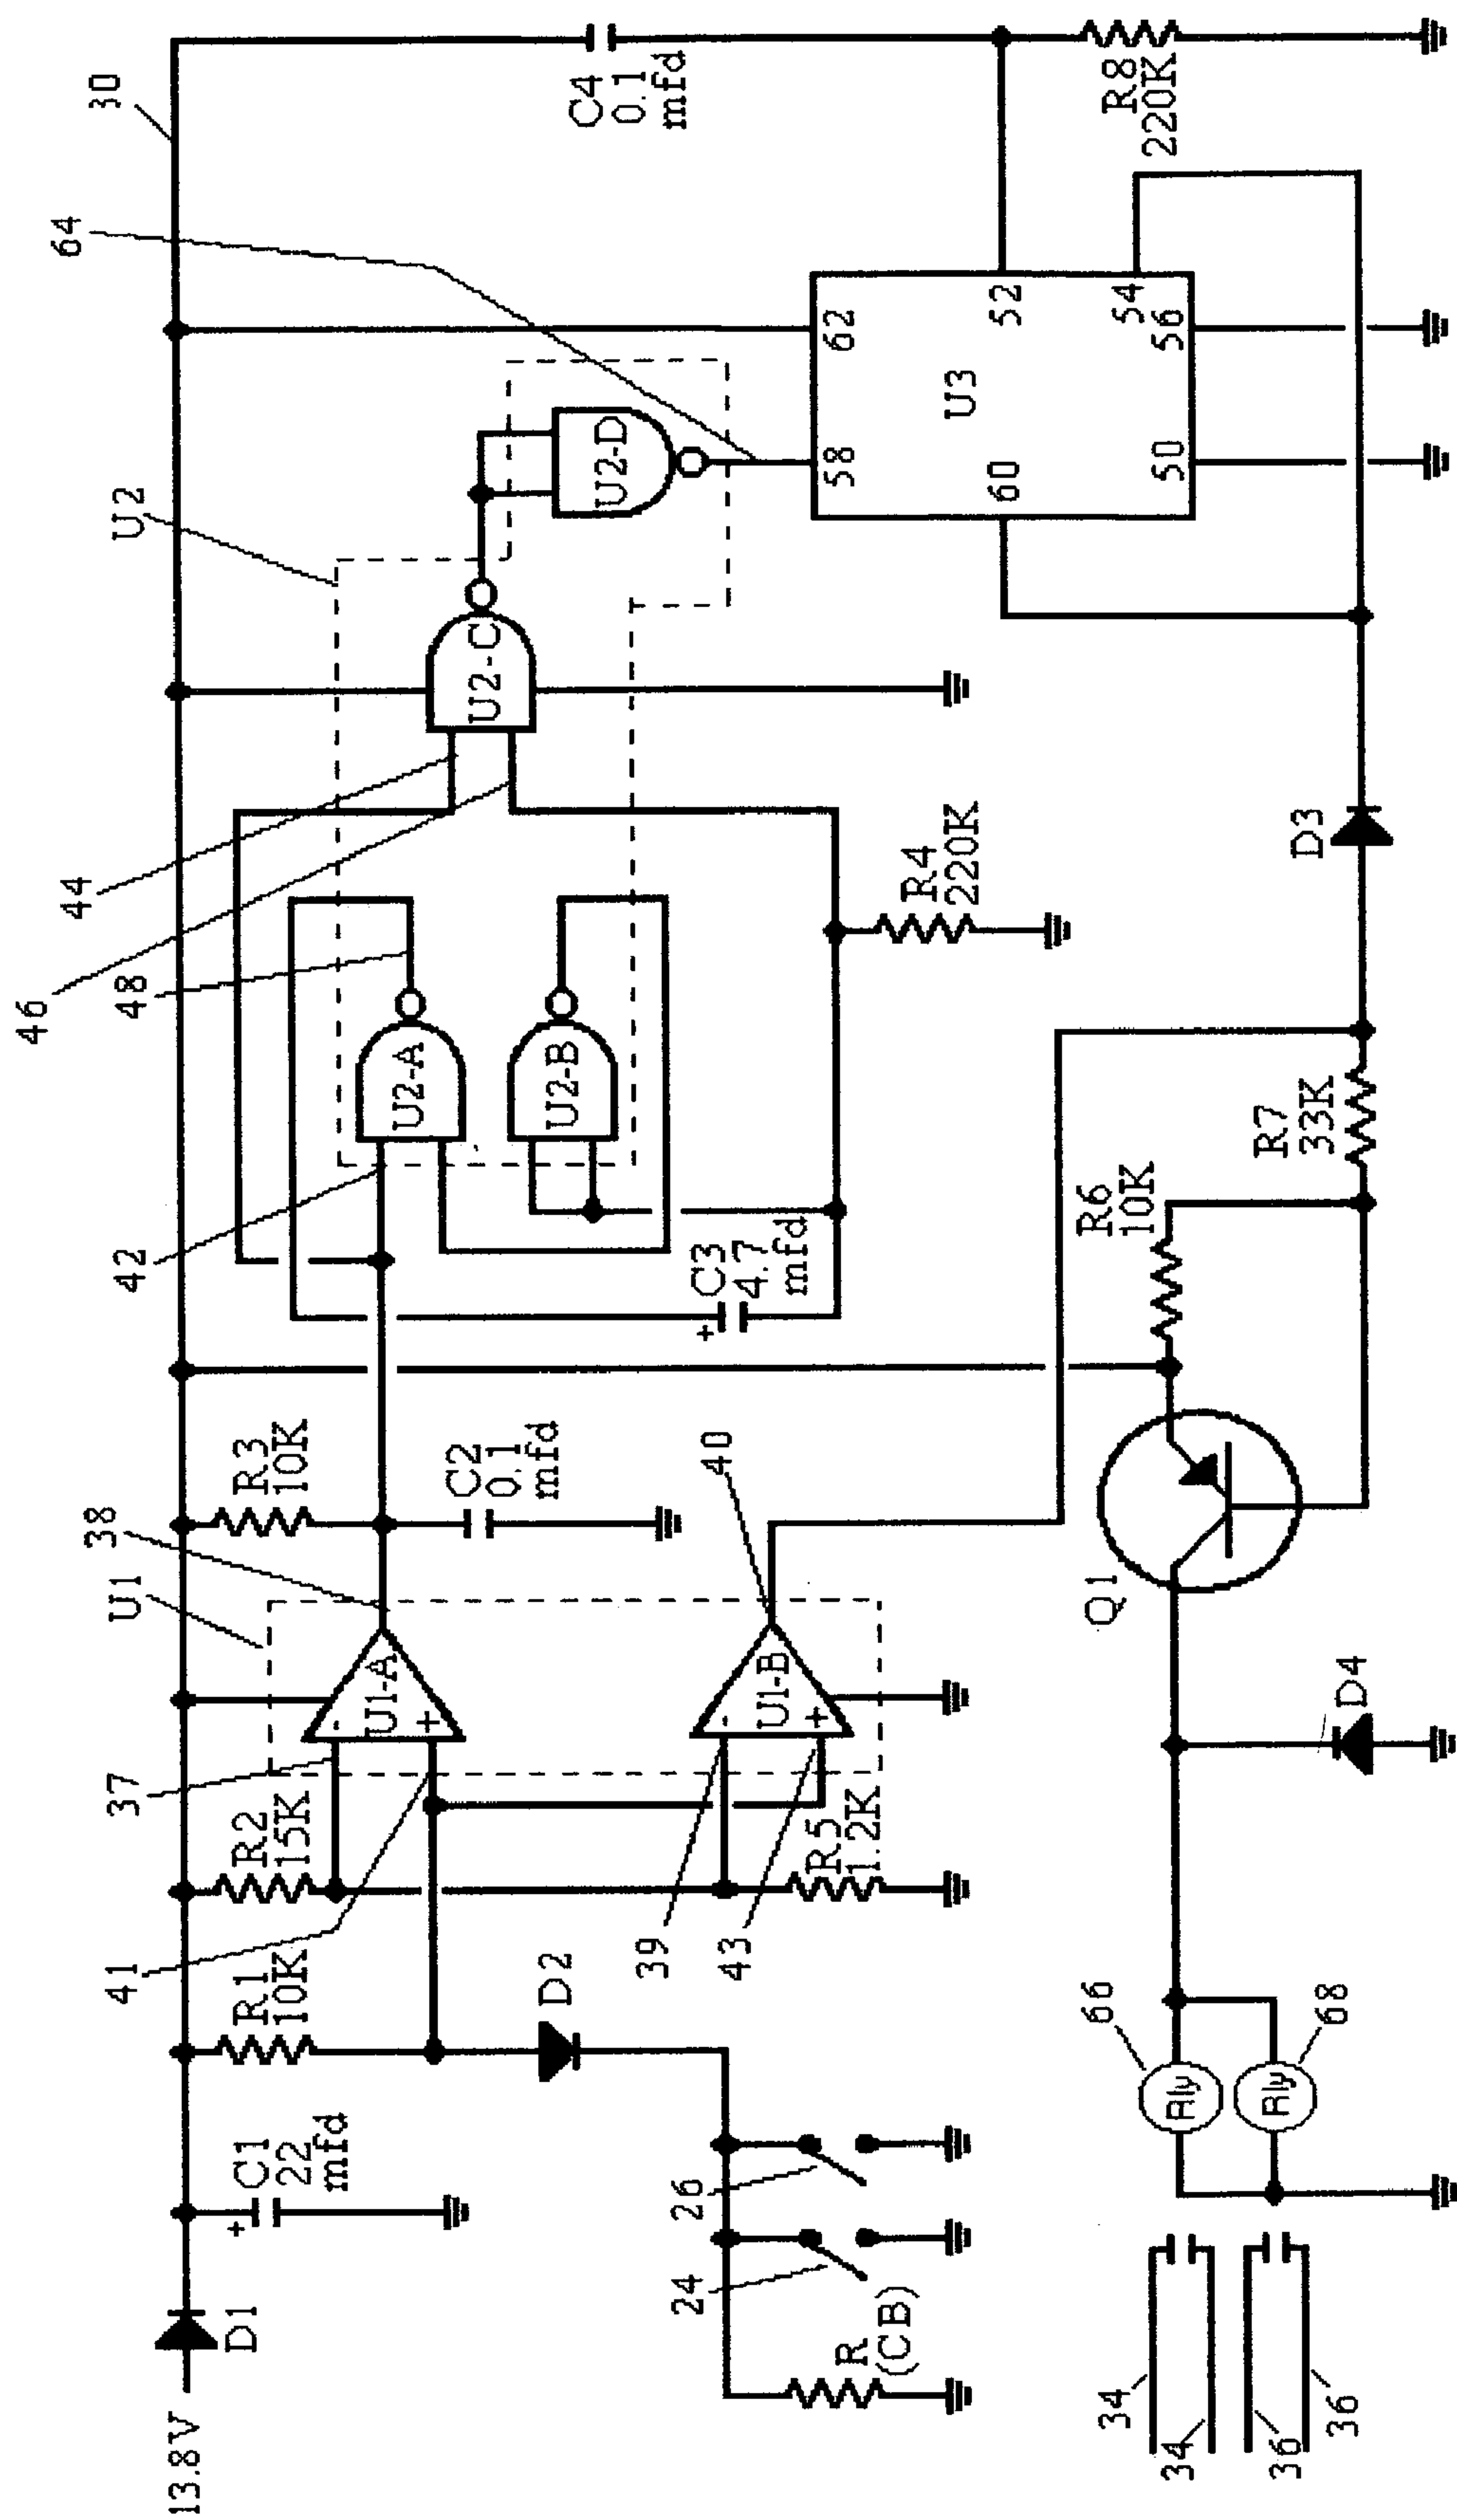 13.8V
D1
C1
22
mfd
+
R1
10K
41
R2
15K
37
U1
38
R3
10K
42
48
46
44
U2
64
30
U1-A
-
+
C2
0.1
mfd
U2-A
U2-B
U2-C
U2-D
C4
0.1
mfd
D2
39
43
U1-B
-
+
R5
1.2K
40
C3
4.7
mfd
+
R4
220K
58
62
60
U3
52
54
50
56
R8
220K
R
(CB)
24
26
34
34
36
36
66
68
Rly
Rly
D4
Q1
R6
10K
R7
33K
D3